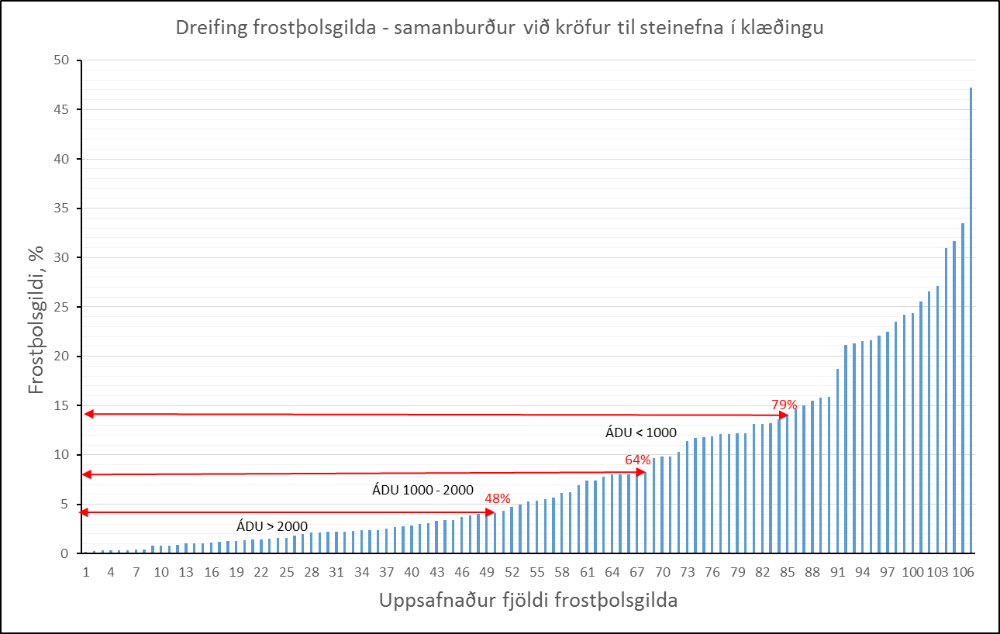 Dreifing frostþolsgilda - samanburður við kröfur til steinefna í klæðingu
50
45
40
35
30
25
20
15
10
5
0
Frostþolsgildi, %
79%
ÁDU < 1000
64%
ÁDU 1000 - 2000
48%
ÁDU > 2000
1 4 7 10 13 16 19 22 25 28 31 34 37 40 43 46 49 52 55 58 61 64 67 70 73 76 79 82 85 88 91 94 97 100 103 106
Uppsafnaður fjöldi frostþolsgilda